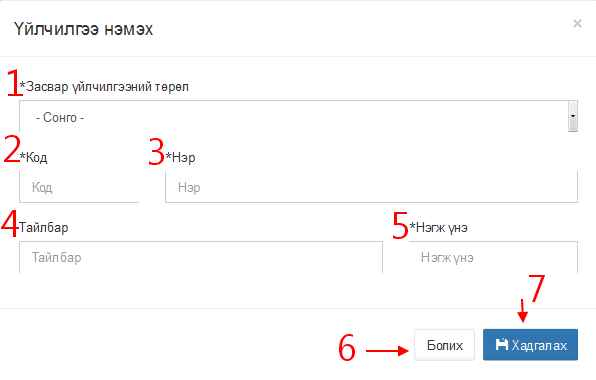 Үйлчилгээ нэмэх ×
1 *Засвар үйлчилгээний төрөл
- Сонго -
2 *Код 3 *Нэр
Код Нэр
4 Тайлбар 5 *Нэгж үнэ
Тайлбар Нэгж үнэ
7
6 Болих Хадгалах